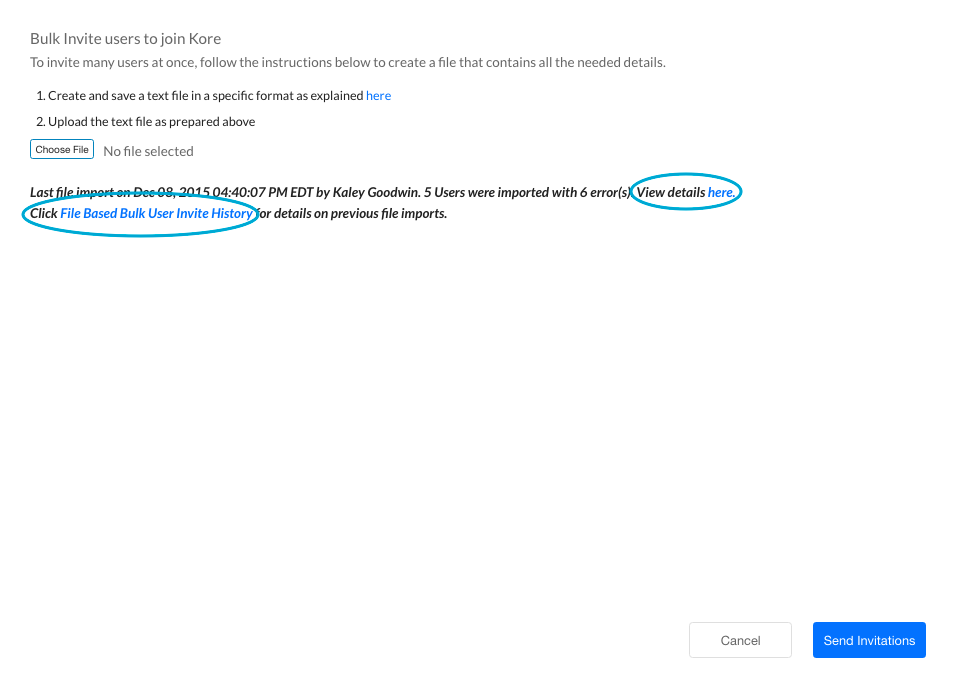 Bulk Invite users to join Kore
To invite many users at once, follow the instructions below to create a file that contains all the needed details.
1. Create and save a text file in a specific format as explained here
2. Upload the text file as prepared above
Choose File No file selected
Last file import on Dec 08, 2015 04:40:07 PM EDT by Kaley Goodwin. 5 Users were imported with 6 error(s). View details here.
Click File Based Bulk User Invite History for details on previous file imports.
Cancel Send Invitations